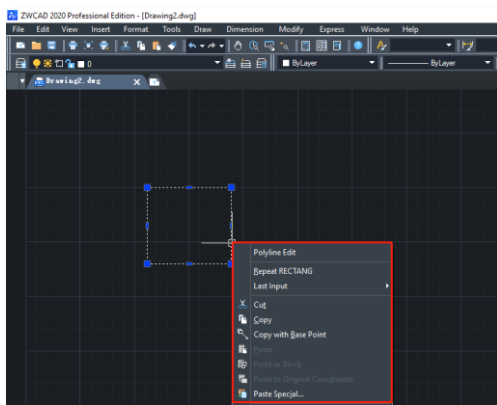 ZWCAD 2020 Professional Edition - [Drawing2.dwg]
File Edit View Insert Format Tools Draw Dimension Modify Express Window Help
0 ByLayer ByLayer
Drawing2.dwg
Polyline Edit
Repeat RECTANG
Last Input
Cut
Copy
Copy with Base Point
Paste
Paste as Block
Paste to Original Coordinates
Paste Special...